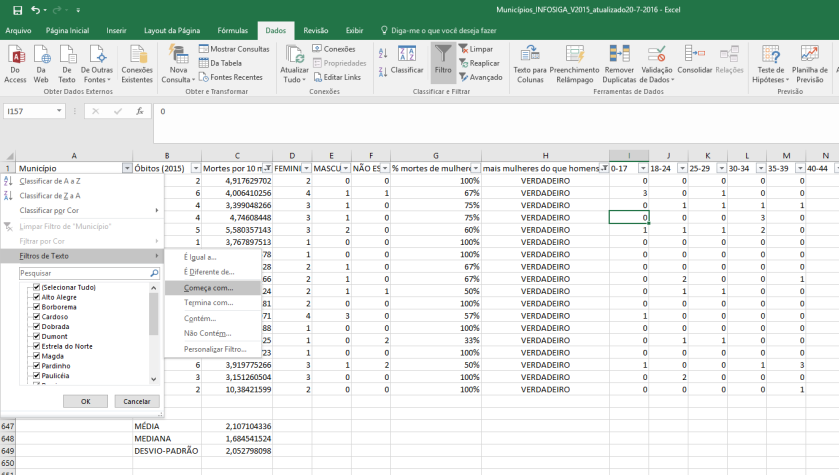 Municípios_INFOSIGA_V2015_atualizado20-7-2016 - Excel
Arquivo Página Inicial Inserir Layout da Página Fórmulas Dados Revisão Exibir Diga-me o que você deseja fazer
Do Access Da Web De Texto De Outras Fontes Conexões Existentes
Obter Dados Externos
Nova Consulta Mostrar Consultas Da Tabela Fontes Recentes
Obter e Transformar
Atualizar Tudo Conexões Propriedades Editar Links
Conexões
Classificar Filtro Limpar Reaplicar Avançado
Classificar e Filtrar
Texto para Colunas Preenchimento Relâmpago Remover Duplicatas Validação de Dados Consolidar Relações
Ferramentas de Dados
Teste de Hipóteses Planilha de Previsão
Previsão
I157 fx 0
A B C D E F G H I J K L M N
1 Município Óbitos (2015) Mortes por 10 m FEMINI MASCU NÃO ES % mortes de mulher mais mulheres do que homens 0-17 18-24 25-29 30-34 35-39 40-44
2 4,917629702 2 0 0 100% VERDADEIRO 0 0 1 0 0
6 4,006410256 4 1 1 67% VERDADEIRO 3 0 1 0 0
4 3,399048266 3 1 0 75% VERDADEIRO 0 1 1 1 1
4 4,74608448 3 1 0 75% VERDADEIRO 0 0 0 3 0
5 5,580357143 3 2 0 60% VERDADEIRO 1 1 1 2 0
1 3,767897513 1 0 0 100% VERDADEIRO 0 0 0 0 0
78 1 0 0 100% VERDADEIRO 0 0 0 0 0
28 2 1 0 67% VERDADEIRO 0 0 0 0 0
66 2 1 0 67% VERDADEIRO 0 2 0 0 1
24 2 1 1 50% VERDADEIRO 0 1 1 0 0
81 2 0 0 100% VERDADEIRO 0 0 0 0 0
71 4 3 0 57% VERDADEIRO 1 0 0 0 0
88 1 0 0 100% VERDADEIRO 0 0 0 0 0
025 1 0 2 33% VERDADEIRO 0 1 1 0 0
1 0 0 100% VERDADEIRO 0 0 0 0 0
6 3,919775266 3 1 2 50% VERDADEIRO 1 0 0 1 3
3 3,151260504 3 0 0 100% VERDADEIRO 0 2 0 0 0
2 10,38421599 2 0 0 100% VERDADEIRO 0 0 0 0 1
647 MÉDIA 2,107104336
648 MEDIANA 1,684541524
649 DESVIO-PADRÃO 2,052798098
650
651
Classificar de A a Z
Classificar de Z a A
Classificar por Cor
Limpar Filtro de "Município"
Filtrar por Cor
Filtros de Texto
Pesquisar
(Selecionar Tudo)
Alto Alegre
Borborema
Cardoso
Dobrada
Dumont
Estrela do Norte
Magda
Pardinho
Paulicéia
OK Cancelar
É Igual a...
É Diferente de...
Começa com...
Termina com...
Contém...
Não Contém...
Personalizar Filtro...